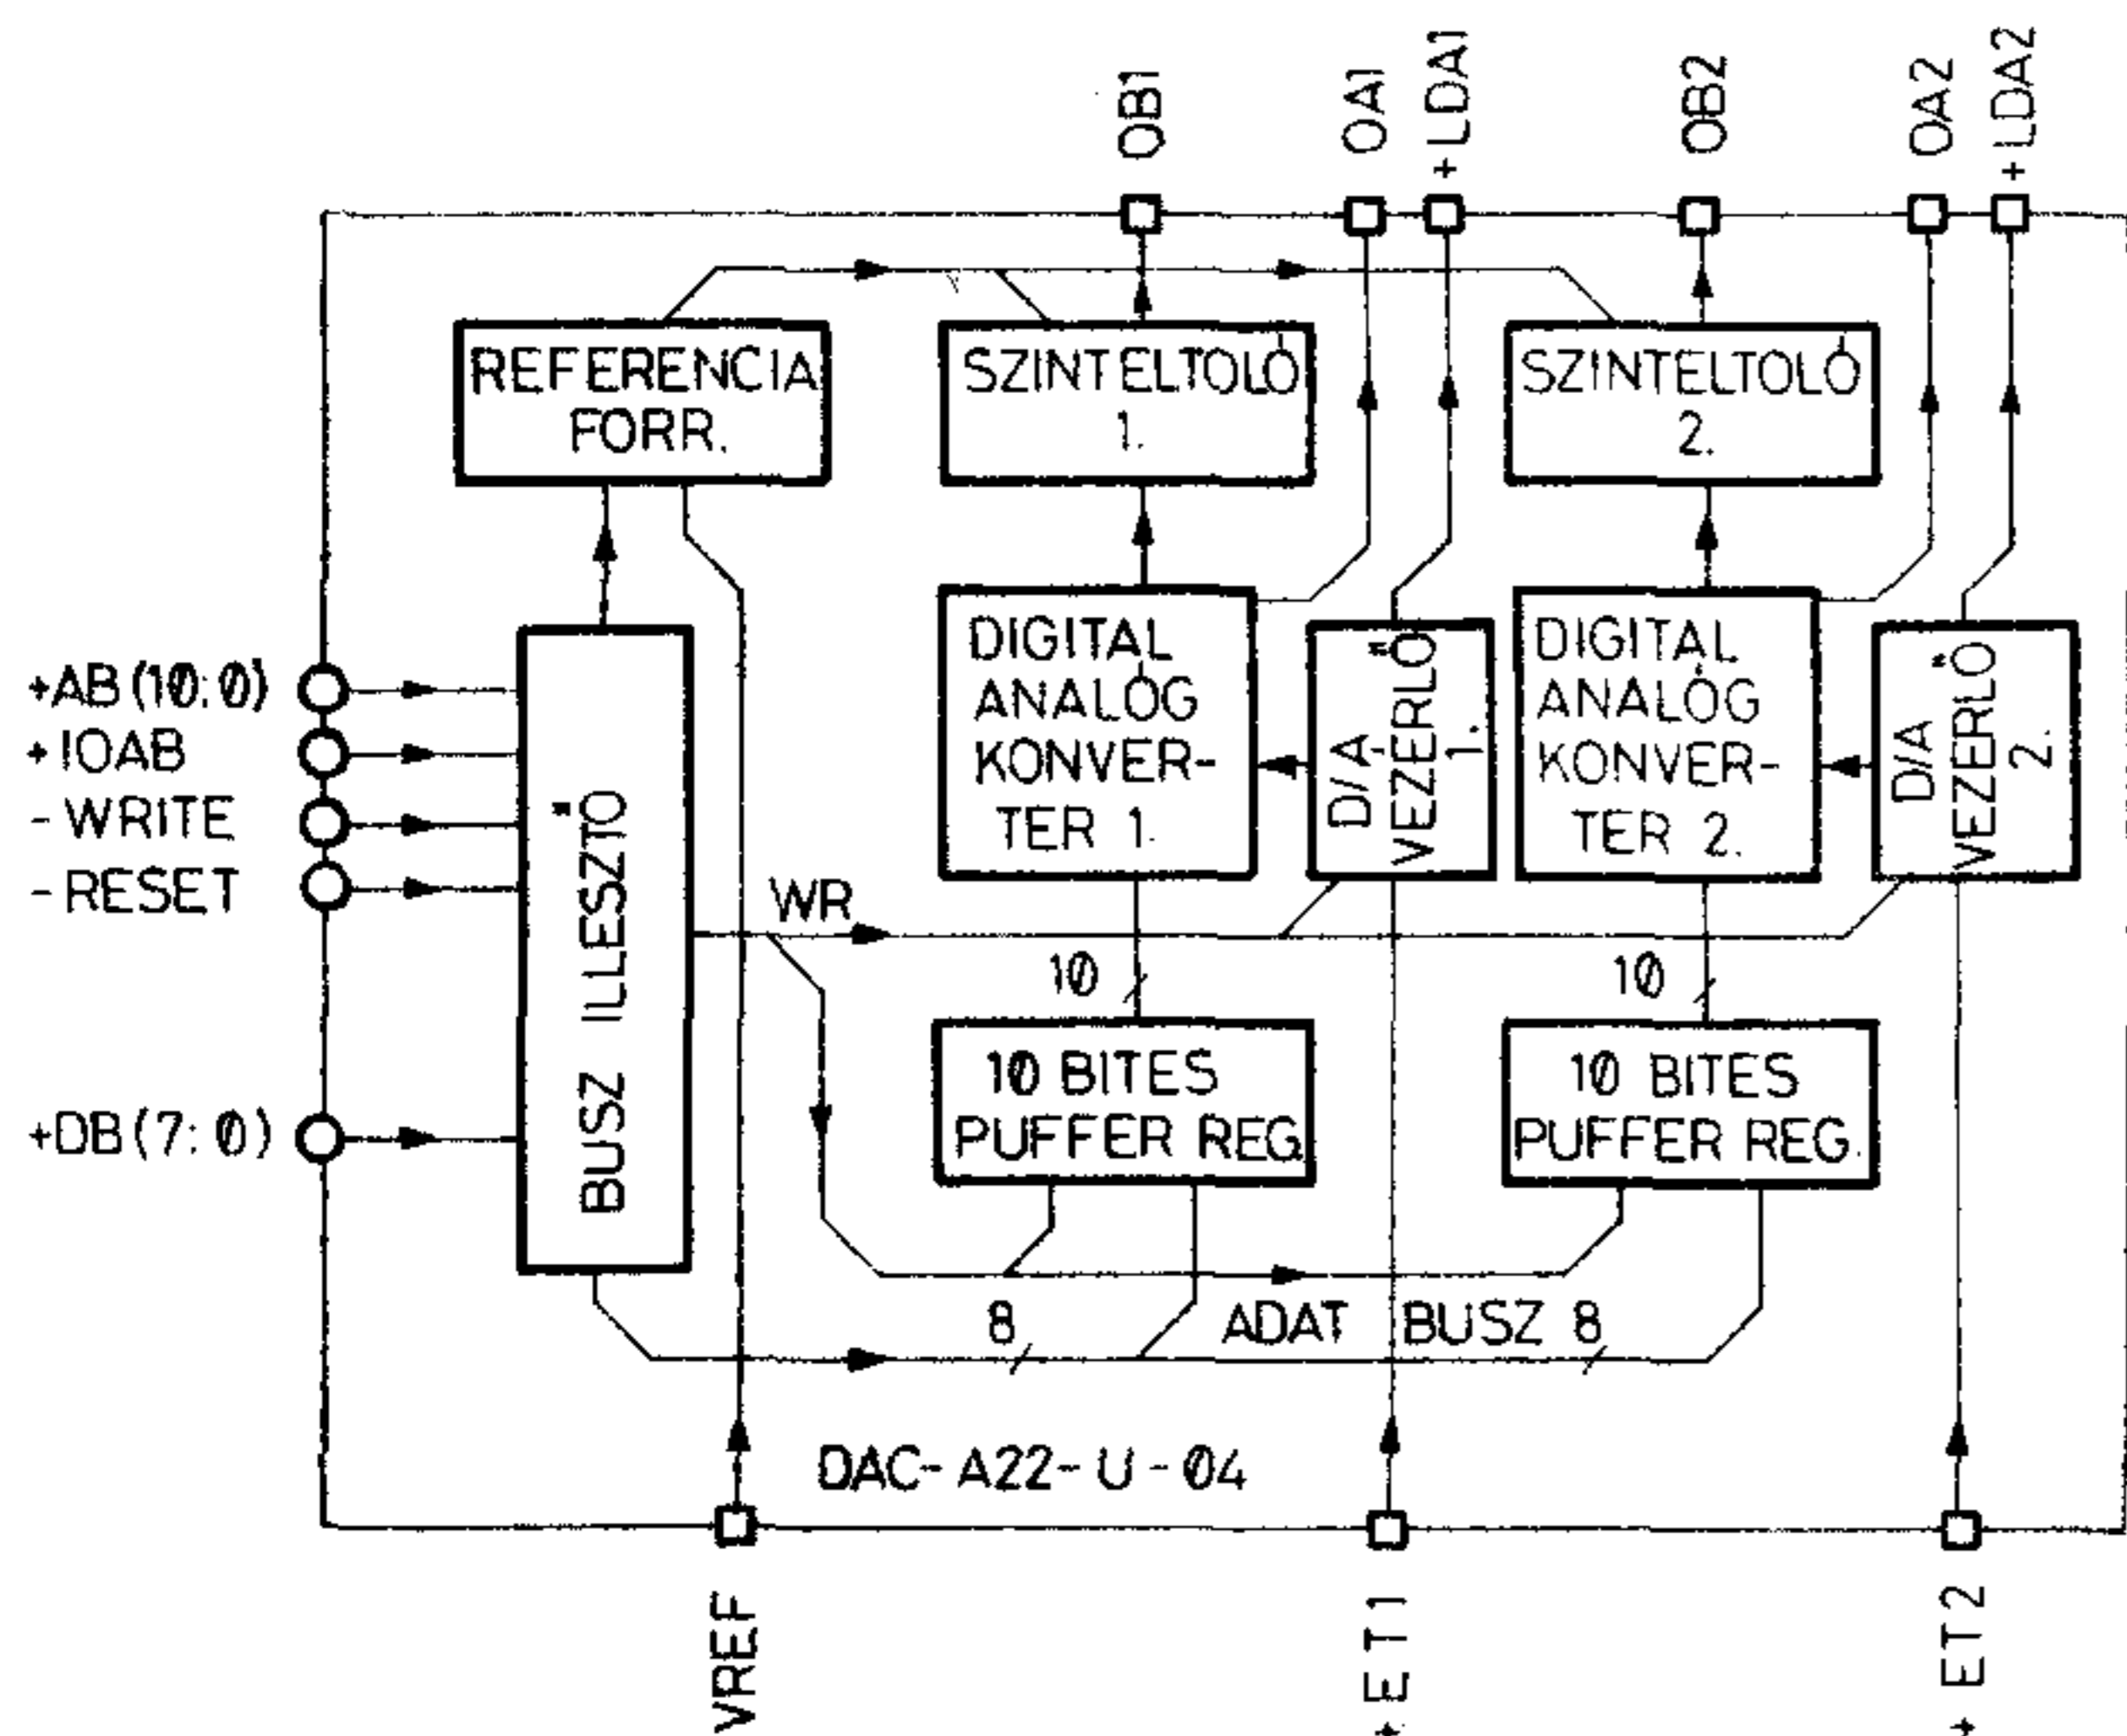 OB1
OA1
+LDA1
OB2
OA2
+LDA2
REFERENCIA
FORR.
SZINTELTOLÓ
1.
SZINTELTOLÓ
2.
+AB(10:0)
+IOAB
-WRITE
-RESET
+DB(7:0)
BUSZ ILLESZTŐ
DIGITAL
ANALÓG
KONVER-
TER 1.
D/A-
VEZERLŐ
1.
DIGITAL
ANALÓG
KONVER-
TER 2.
D/A
VEZERLŐ
2.
WR
10
10
10 BITES
PUFFER REG
10 BITES
PUFFER REG.
8
ADAT BUSZ 8
DAC-A22-U-04
VREF
+ET1
+ET2